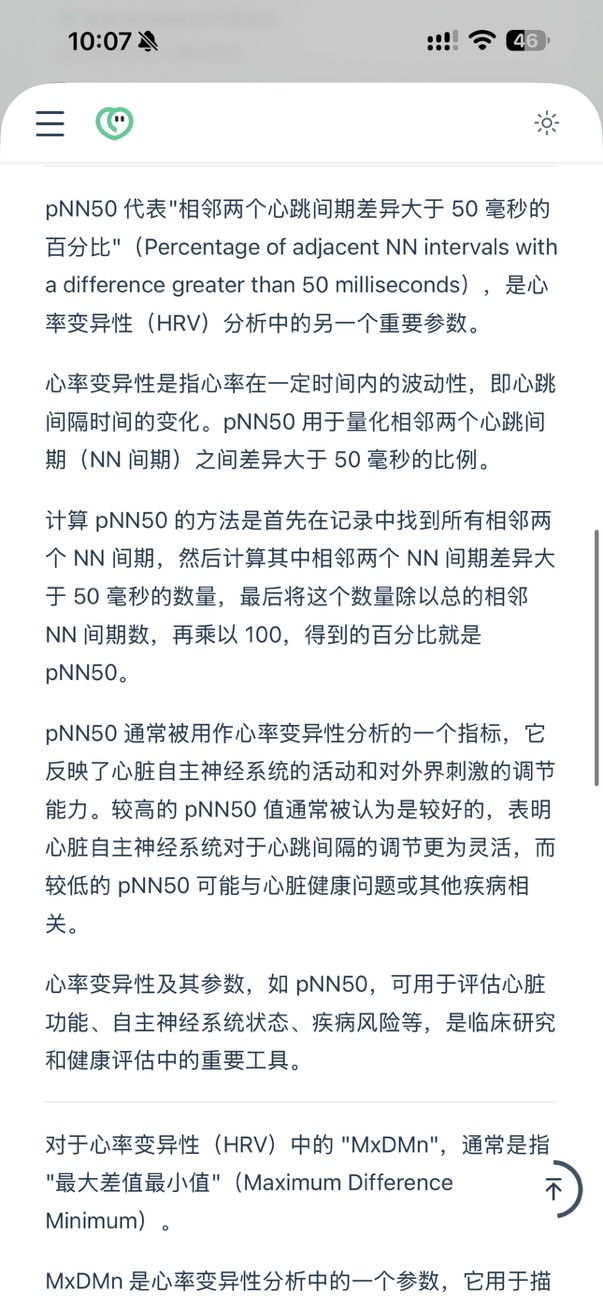 10:07
46
pNN50 代表"相邻两个心跳间期差异大于 50 毫秒的
百分比"（Percentage of adjacent NN intervals with
a difference greater than 50 milliseconds），是心
率变异性（HRV）分析中的另一个重要参数。
心率变异性是指心率在一定时间内的波动性，即心跳
间隔时间的变化。pNN50 用于量化相邻两个心跳间
期（NN 间期）之间差异大于 50 毫秒的比例。
计算 pNN50 的方法是首先在记录中找到所有相邻两
个 NN 间期，然后计算其中相邻两个 NN 间期差异大
于 50 毫秒的数量，最后将这个数量除以总的相邻
NN 间期数，再乘以 100，得到的百分比就是
pNN50。
pNN50 通常被用作心率变异性分析的一个指标，它
反映了心脏自主神经系统的活动和对外界刺激的调节
能力。较高的 pNN50 值通常被认为是较好的，表明
心脏自主神经系统对于心跳间隔的调节更为灵活，而
较低的 pNN50 可能与心脏健康问题或其他疾病相
关。
心率变异性及其参数，如 pNN50，可用于评估心脏
功能、自主神经系统状态、疾病风险等，是临床研究
和健康评估中的重要工具。
对于心率变异性（HRV）中的 "MxDMn"，通常是指
"最大差值最小值"（Maximum Difference
Minimum）。
MxDMn 是心率变异性分析中的一个参数，它用于描